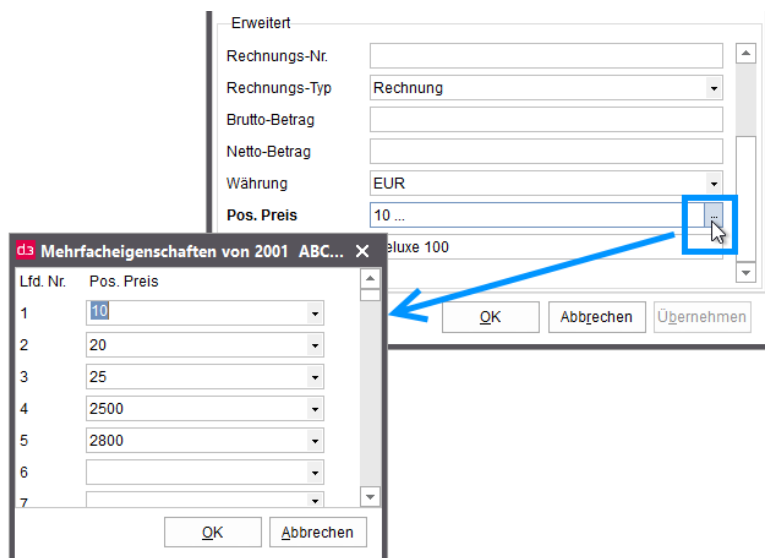 Erweitert
Rechnungs-Nr.
Rechnungs-Typ Rechnung
Brutto-Betrag
Netto-Betrag
Währung EUR
Pos. Preis 10 ... ...
eluxe 100
OK Abbrechen Übernehmen
d3 Mehrfacheigenschaften von 2001 ABC...
Lfd. Nr. Pos. Preis
1 10
2 20
3 25
4 2500
5 2800
6
7
OK Abbrechen